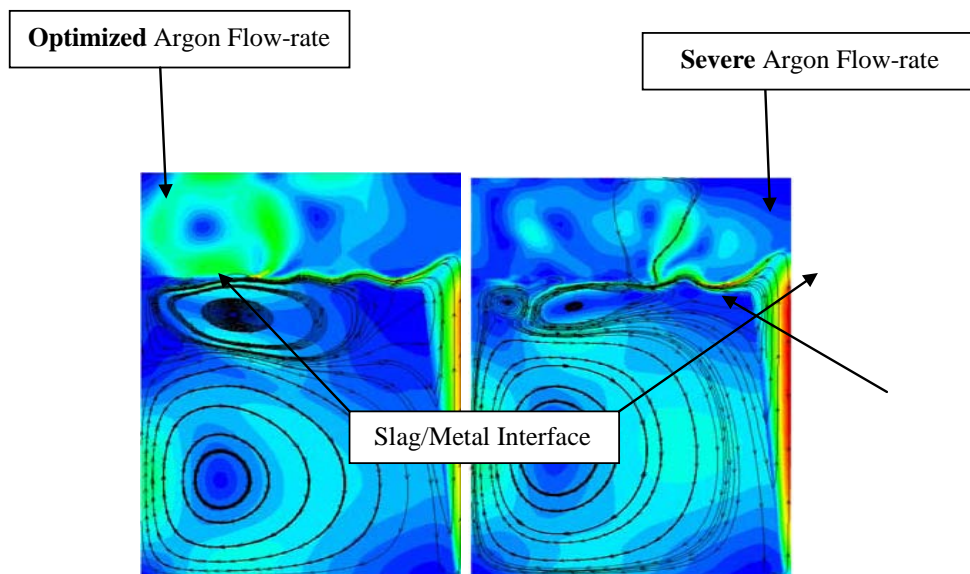 Optimized Argon Flow-rate
Severe Argon Flow-rate
Slag/Metal Interface